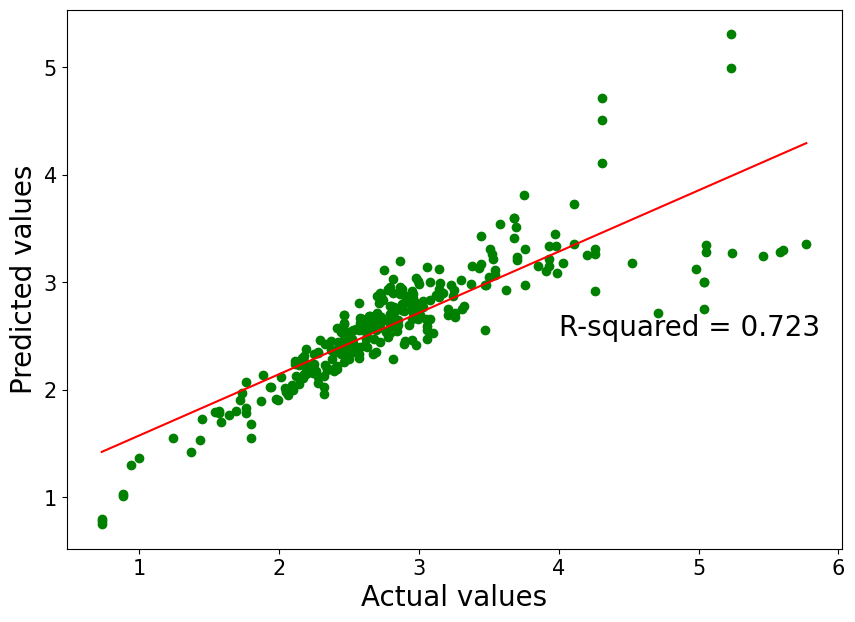 5
4
3
2
1
Predicted values
R-squared = 0.723
1 2 3 4 5 6
Actual values